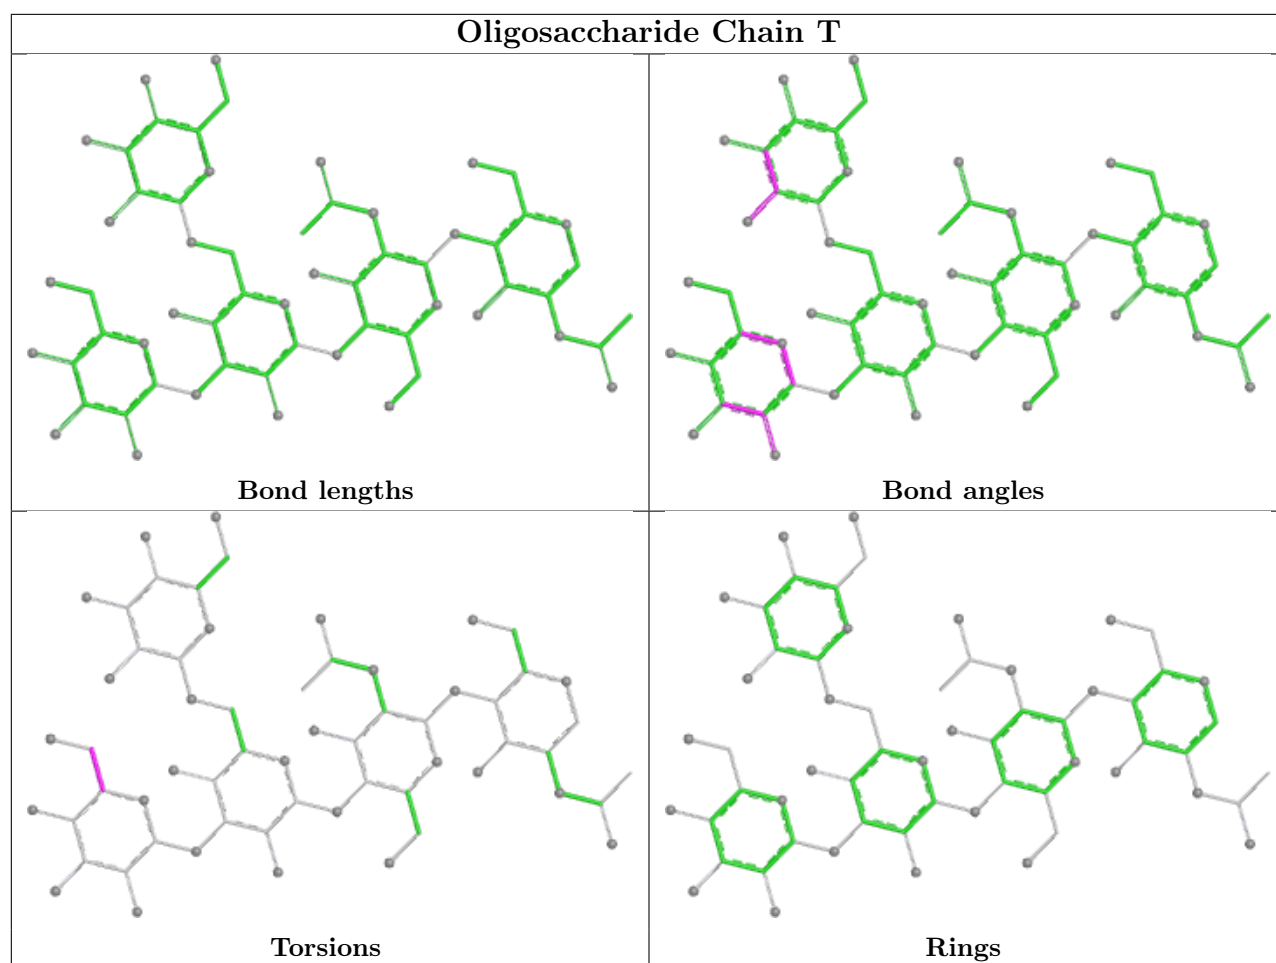 Oligosaccharide Chain T
Bond lengths
Bond angles
Torsions
Rings